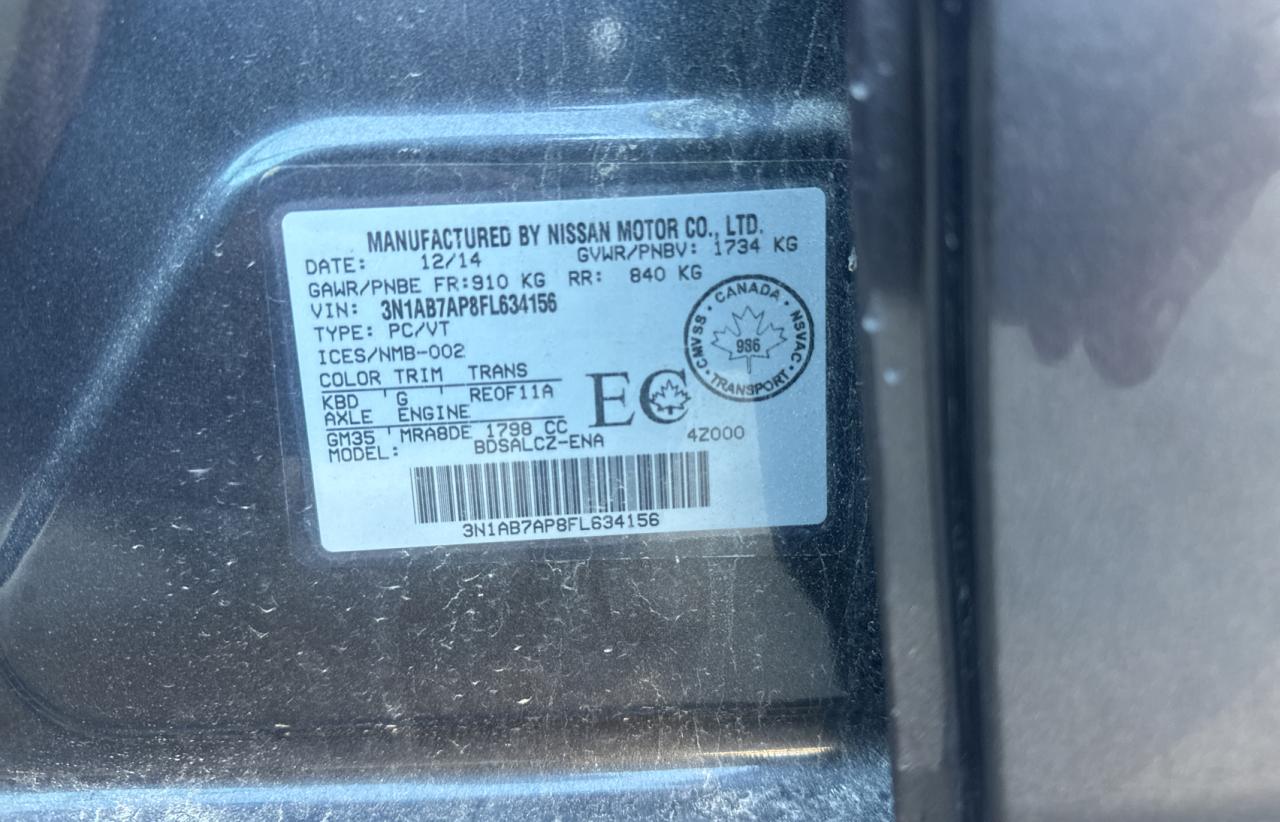 MANUFACTURED BY NISSAN MOTOR CO., LTD.
DATE: 12/14 GVWR/PNBV: 1734 KG
GAWR/PNBE FR:910 KG RR: 840 KG
VIN: 3N1AB7AP8FL634156
TYPE: PC/VT
ICES/NMB-002
COLOR TRIM TRANS
KBD G RE0F11A
AXLE ENGINE
GM35 MRA8DE 1798 CC
MODEL: BDSALCZ-ENA 4Z000
EC
CANADA
CMVSS NSVAC
986
TRANSPORT
3N1AB7AP8FL634156